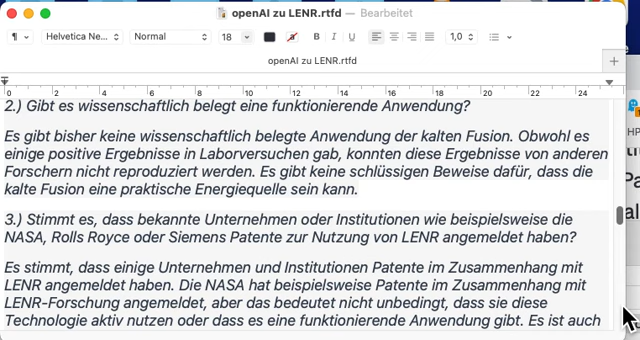 openAI zu LENR.rtfd — Bearbeitet
¶ Helvetica Ne... Normal 18 a B I U 1,0
openAI zu LENR.rtfd +
0 2 4 6 8 10 12 14 16 18 20 22 24
2.) Gibt es wissenschaftlich belegt eine funktionierende Anwendung?
Es gibt bisher keine wissenschaftlich belegte Anwendung der kalten Fusion. Obwohl es
einige positive Ergebnisse in Laborversuchen gab, konnten diese Ergebnisse von anderen
Forschern nicht reproduziert werden. Es gibt keine schlüssigen Beweise dafür, dass die
kalte Fusion eine praktische Energiequelle sein kann.
3.) Stimmt es, dass bekannte Unternehmen oder Institutionen wie beispielsweise die
NASA, Rolls Royce oder Siemens Patente zur Nutzung von LENR angemeldet haben?
Es stimmt, dass einige Unternehmen und Institutionen Patente im Zusammenhang mit
LENR angemeldet haben. Die NASA hat beispielsweise Patente im Zusammenhang mit
LENR-Forschung angemeldet, aber das bedeutet nicht unbedingt, dass sie diese
Technologie aktiv nutzen oder dass es eine funktionierende Anwendung gibt. Es ist auch
HP